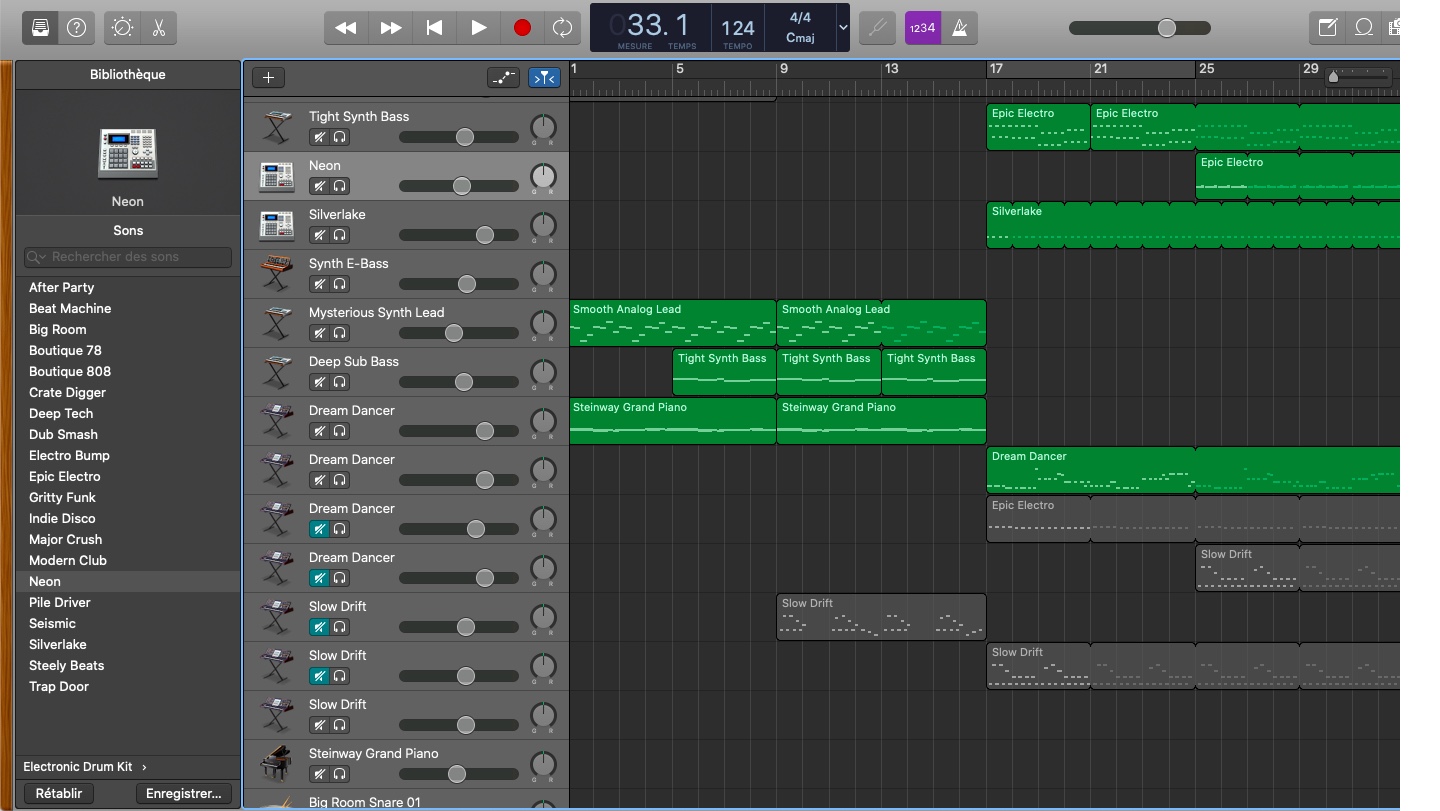 33. 1
124
4/4
Cmaj
MESURE TEMPS
TEMPO
1234
Bibliothèque
Neon
Sons
Rechercher des sons
After Party
Beat Machine
Big Room
Boutique 78
Boutique 808
Crate Digger
Deep Tech
Dub Smash
Electro Bump
Epic Electro
Gritty Funk
Indie Disco
Major Crush
Modern Club
Neon
Pile Driver
Seismic
Silverlake
Steely Beats
Trap Door
Electronic Drum Kit ›
Rétablir Enregistrer...
1 5 9 13 17 21 25 29
Tight Synth Bass
G R
Epic Electro Epic Electro
Neon
G R
Epic Electro
Silverlake
G R
Silverlake
Synth E-Bass
G R
Mysterious Synth Lead
G R
Smooth Analog Lead Smooth Analog Lead
Deep Sub Bass
G R
Tight Synth Bass Tight Synth Bass Tight Synth Bass
Dream Dancer
G R
Steinway Grand Piano Steinway Grand Piano
Dream Dancer
G R
Dream Dancer
Dream Dancer
G R
Epic Electro
Dream Dancer
G R
Slow Drift
Slow Drift
G R
Slow Drift
Slow Drift
G R
Slow Drift
Slow Drift
G R
Steinway Grand Piano
G R
Big Room Snare 01